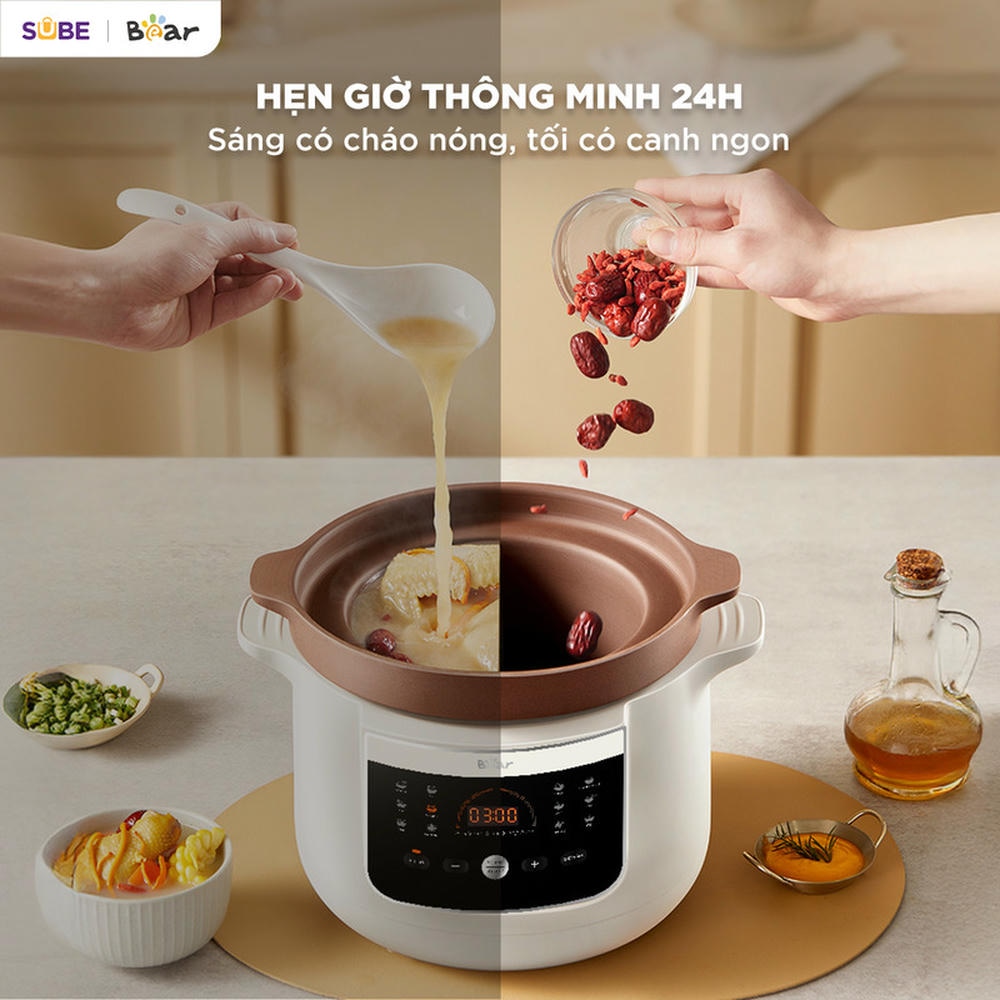 SUBE | Bear
HẸN GIỜ THÔNG MINH 24H
Sáng có cháo nóng, tối có canh ngon
Bear
03:00